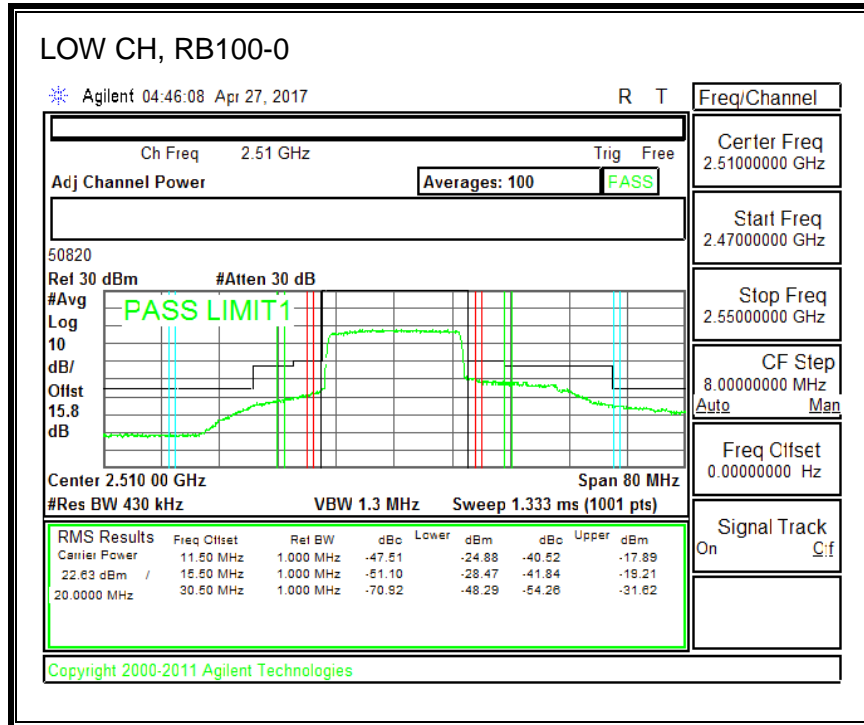 LOW CH, RB100-0
Agilent 04:46:08 Apr 27, 2017 R T
Freq/Channel
Ch Freq 2.51 GHz Trig Free
Adj Channel Power Averages: 100 PASS
Center Freq
2.51000000 GHz
Start Freq
2.47000000 GHz
Stop Freq
2.55000000 GHz
CF Step
8.00000000 MHz
Auto Man
Freq Offset
0.00000000 Hz
Signal Track
On Off
50820
Ref 30 dBm #Atten 30 dB
#Avg
Log
10
dB/
Offst
15.8
dB
PASS LIMIT1
Center 2.510 00 GHz Span 80 MHz
#Res BW 430 kHz VBW 1.3 MHz Sweep 1.333 ms (1001 pts)
RMS Results Freq Offset Ref BW dBc Lower dBm dBc Upper dBm
Carrier Power 11.50 MHz 1.000 MHz -47.51 -24.88 -40.52 -17.89
22.63 dBm / 15.50 MHz 1.000 MHz -51.10 -28.47 -41.84 -19.21
20.0000 MHz 30.50 MHz 1.000 MHz -70.92 -48.29 -54.26 -31.62
Copyright 2000-2011 Agilent Technologies